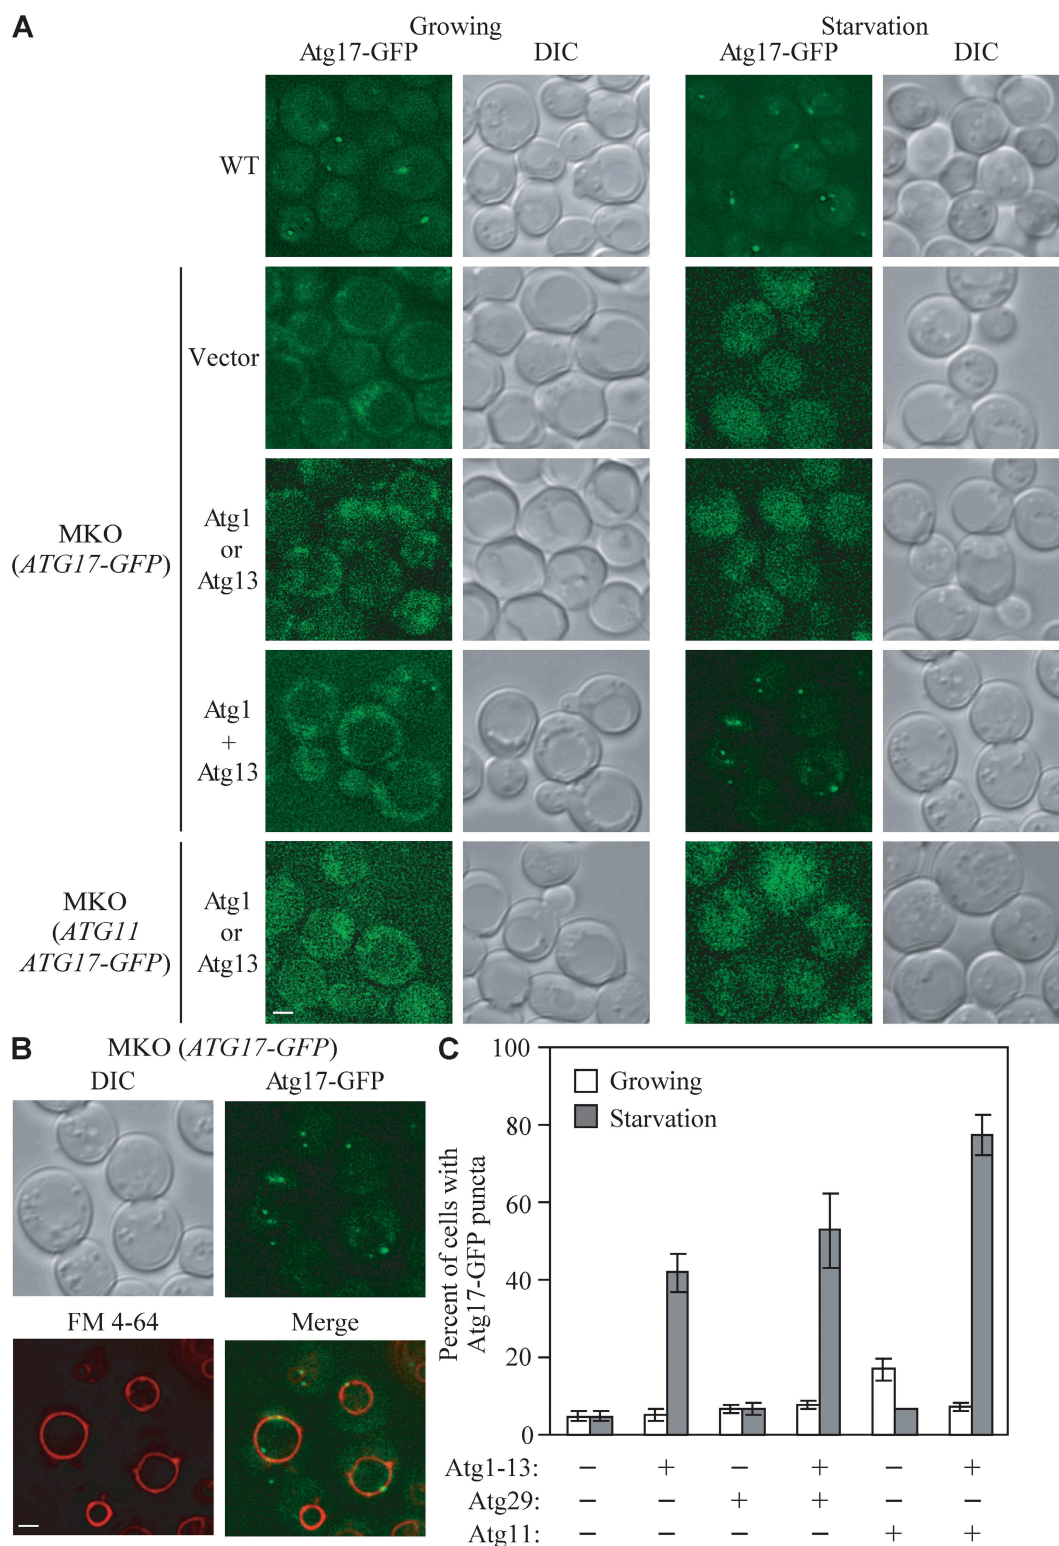 A
Growing
Starvation
Atg17-GFP
DIC
Atg17-GFP
DIC
WT
Vector
MKO
(ATG17-GFP)
Atg1
or
Atg13
Atg1
+
Atg13
MKO
(ATG11
ATG17-GFP)
Atg1
or
Atg13
B
MKO (ATG17-GFP)
DIC
Atg17-GFP
FM 4-64
Merge
C
Percent of cells with
Atg17-GFP puncta
100
80
60
40
20
0
Growing
Starvation
Atg1-13: – + – + – +
Atg29: – – + + – –
Atg11: – – – – + +